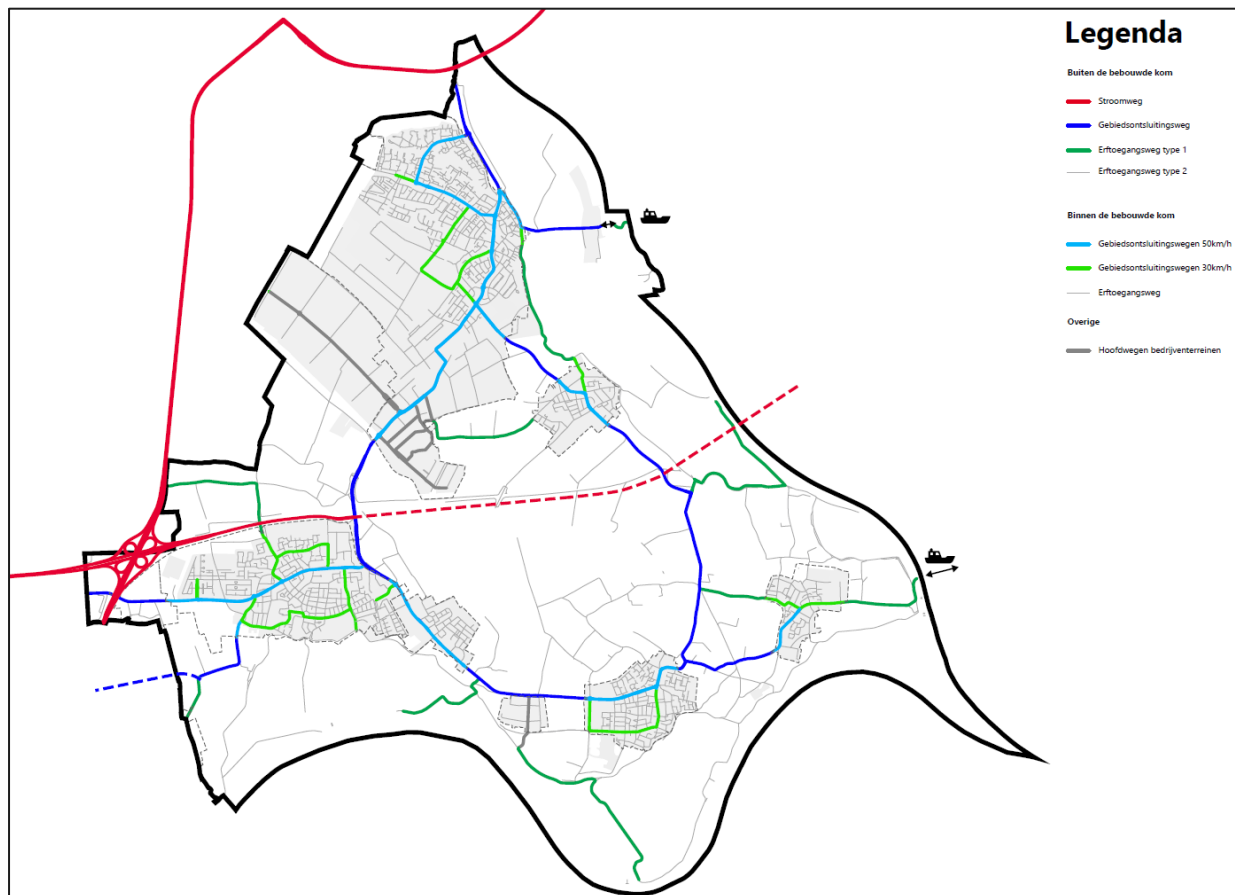 Legenda
Buiten de bebouwde kom
Stroomweg
Gebiedsontsluitingsweg
Erftoegangsweg type 1
Erftoegangsweg type 2
Binnen de bebouwde kom
Gebiedsontsluitingswegen 50km/h
Gebiedsontsluitingswegen 30km/h
Erftoegangsweg
Overige
Hoofdwegen bedrijventerreinen